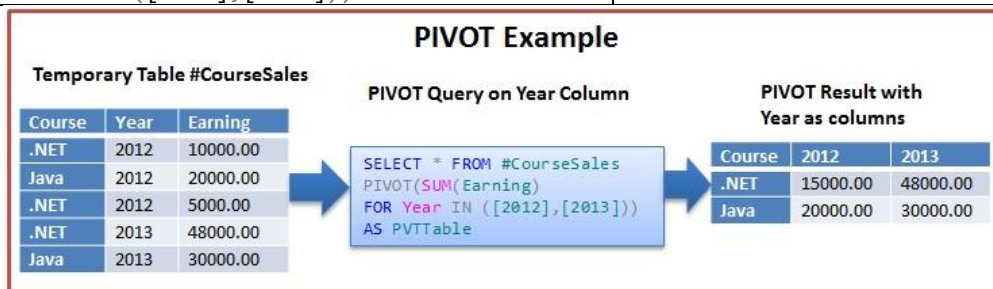 ([2012],[2013]))
PIVOT Example
Temporary Table #CourseSales
Course Year Earning
.NET 2012 10000.00
Java 2012 20000.00
.NET 2012 5000.00
.NET 2013 48000.00
Java 2013 30000.00
PIVOT Query on Year Column
SELECT * FROM #CourseSales
PIVOT(SUM(Earning)
FOR Year IN ([2012],[2013]))
AS PVTTable
PIVOT Result with
Year as columns
Course 2012 2013
.NET 15000.00 48000.00
Java 20000.00 30000.00